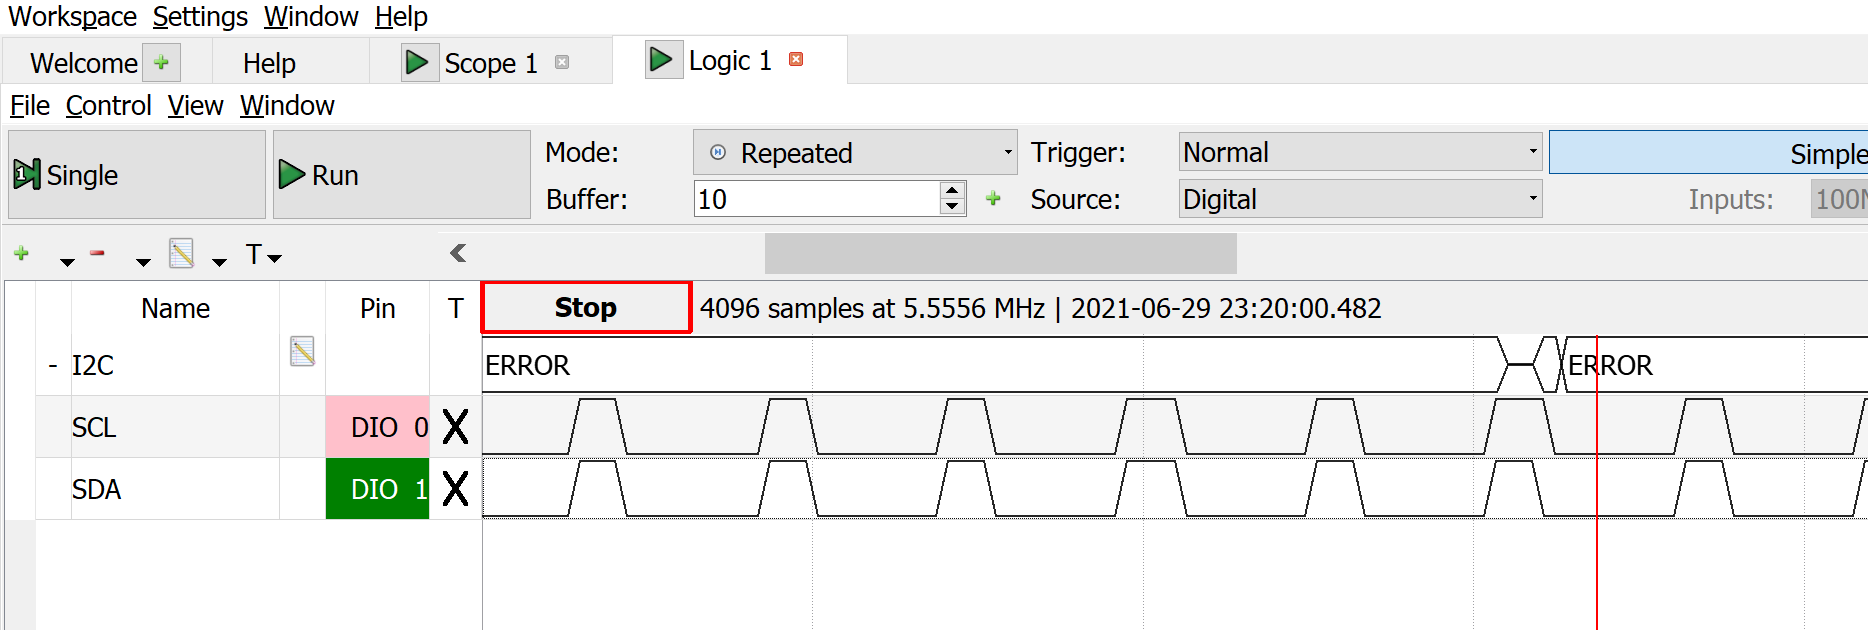 Workspace Settings Window Help
Welcome Help Scope 1 Logic 1
File Control View Window
Single Run Mode: Repeated Trigger: Normal Simple
Buffer: 10 Source: Digital Inputs: 100
T
Name Pin T Stop 4096 samples at 5.5556 MHz | 2021-06-29 23:20:00.482
- I2C ERROR ERROR
SCL DIO 0 X
SDA DIO 1 X